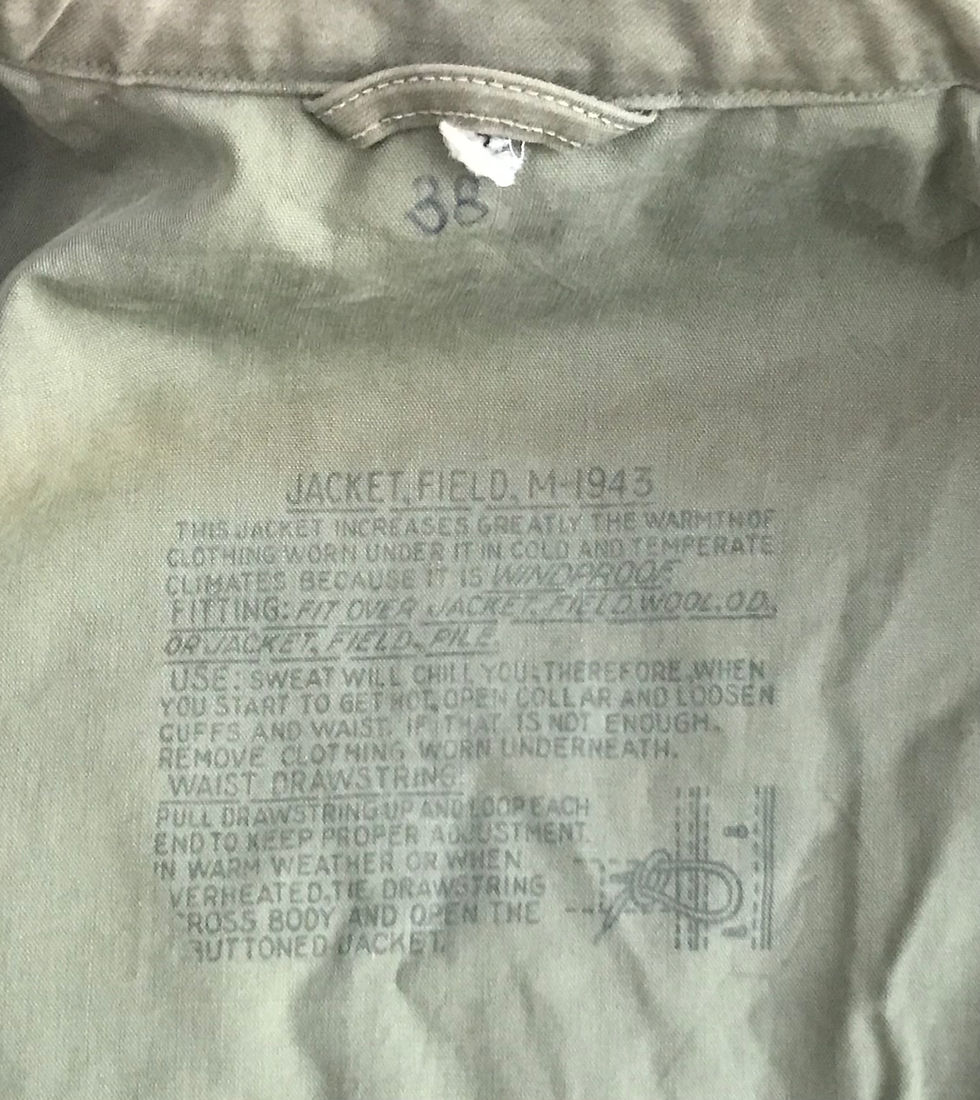 38
JACKET, FIELD, M-1943
THIS JACKET INCREASES GREATLY THE WARMTH OF
CLOTHING WORN UNDER IT IN COLD AND TEMPERATE
CLIMATES BECAUSE IT IS WINDPROOF.
FITTING: FIT OVER JACKET, FIELD, WOOL, O.D.,
OR JACKET, FIELD, PILE.
USE: SWEAT WILL CHILL YOU; THEREFORE, WHEN
YOU START TO GET HOT, OPEN COLLAR AND LOOSEN
CUFFS AND WAIST. IF THAT IS NOT ENOUGH,
REMOVE CLOTHING WORN UNDERNEATH.
WAIST DRAWSTRING:
PULL DRAWSTRING UP AND LOOP EACH
END TO KEEP PROPER ADJUSTMENT.
IN WARM WEATHER OR WHEN
VERHEATED, TIE DRAWSTRING
ROSS BODY AND OPEN THE
BUTTONED JACKET.